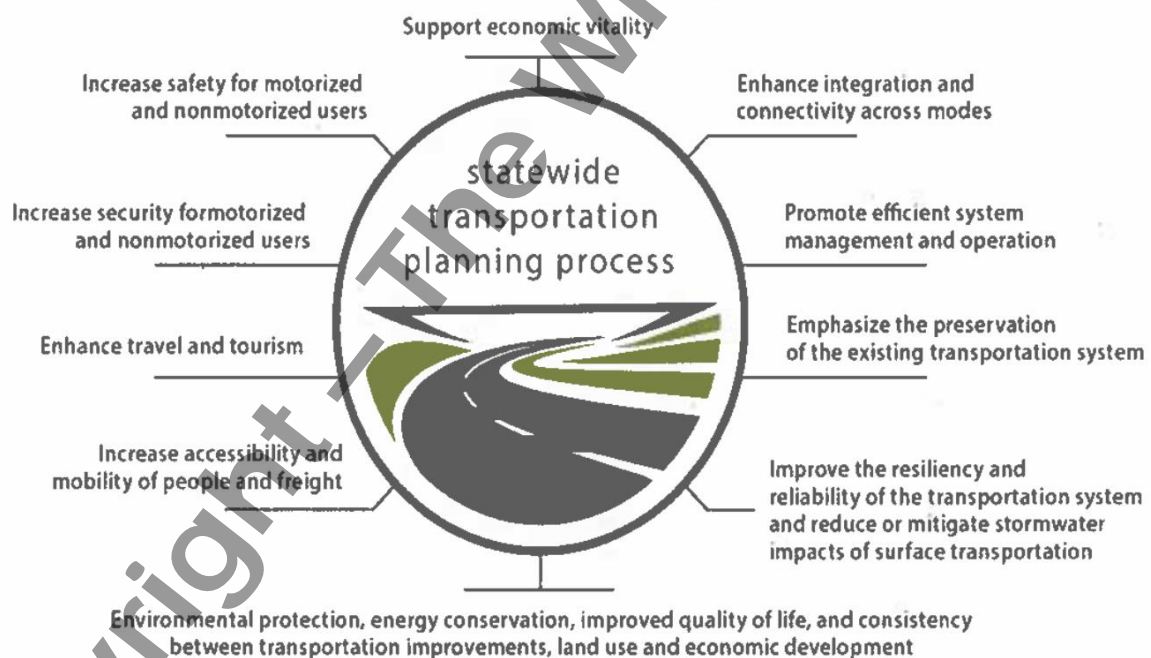 Support economic vitality
Increase safety for motorized
and nonmotorized users
Enhance integration and
connectivity across modes
statewide
transportation
planning process
Increase security formotorized
and nonmotorized users
Promote efficient system
management and operation
Enhance travel and tourism
Emphasize the preservation
of the existing transportation system
Increase accessibility and
mobility of people and freight
Improve the resiliency and
reliability of the transportation system
and reduce or mitigate stormwater
impacts of surface transportation
Environmental protection, energy conservation, improved quality of life, and consistency
between transportation improvements, land use and economic development